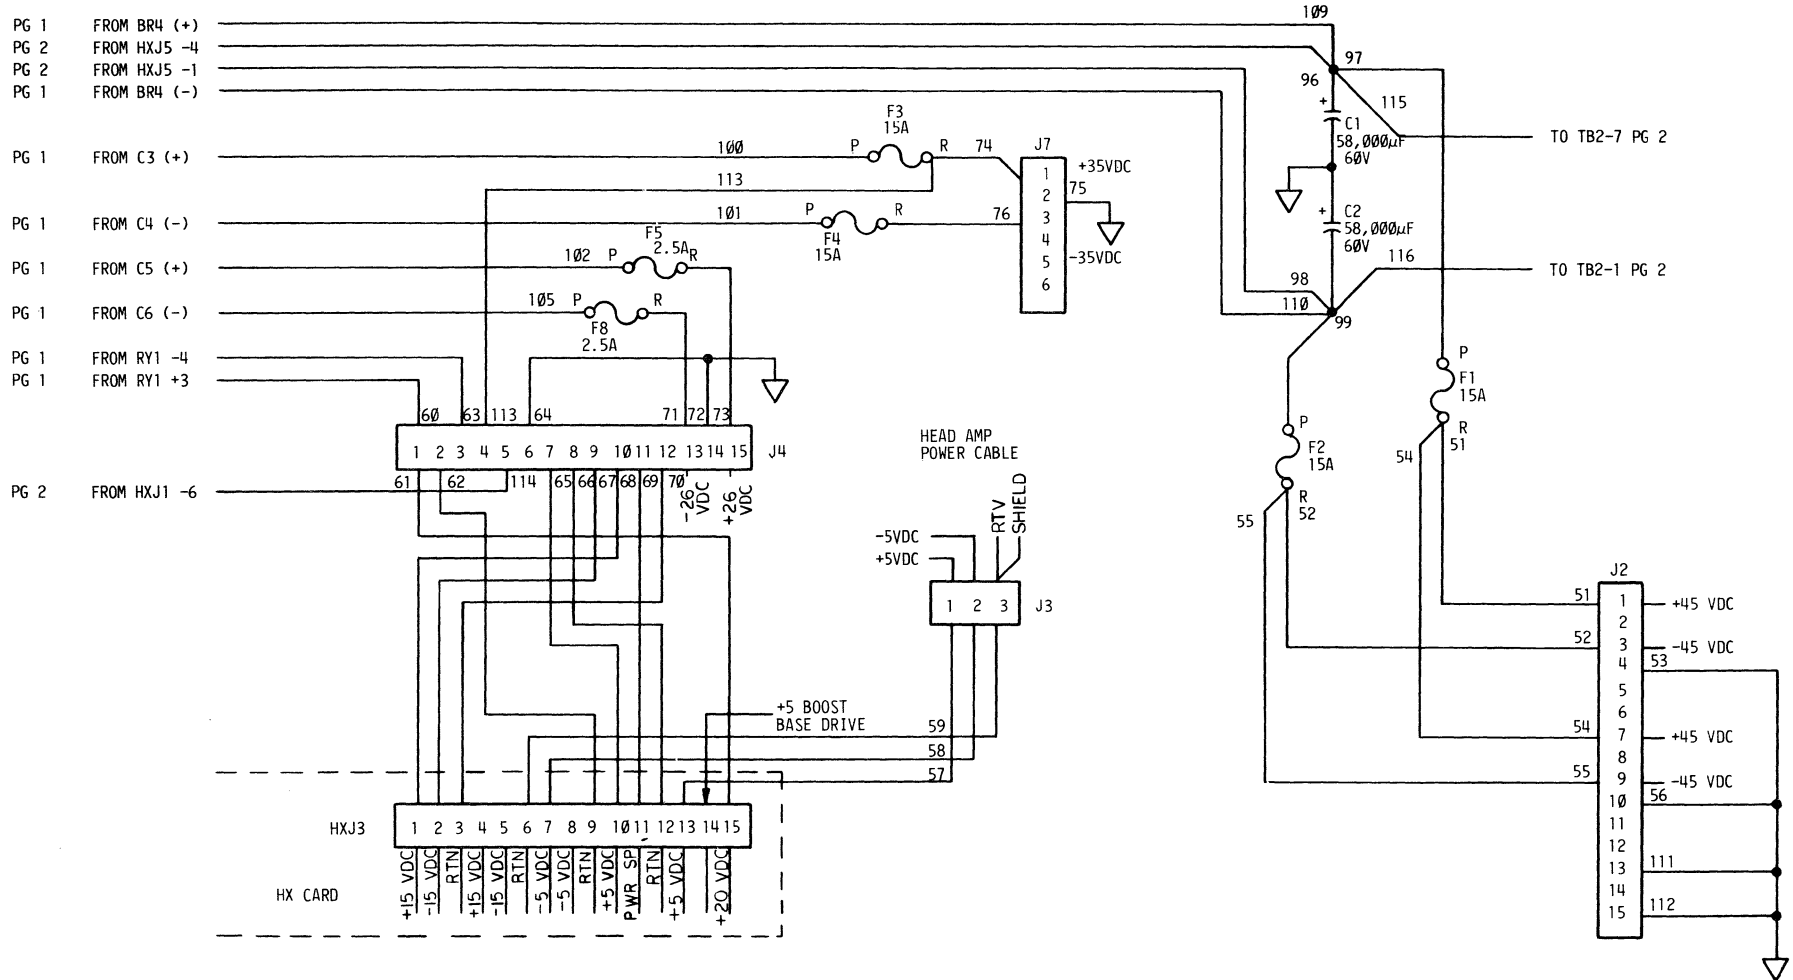 109
PG 1 FROM BR4 (+)
PG 2 FROM HXJ5 -4
PG 2 FROM HXJ5 -1
PG 1 FROM BR4 (-)
97
96
115
+ C1
58,000µF
60V
TO TB2-7 PG 2
F3
15A
PG 1 FROM C3 (+) 100 P R 74
J7
1
2
3
4
5
6
+35VDC
75
-35VDC
113
PG 1 FROM C4 (-) 101 P R 76
F4
15A
+ C2
58,000µF
60V
116
TO TB2-1 PG 2
F5
2.5A
PG 1 FROM C5 (+) 102 P R
98
110
99
PG 1 FROM C6 (-) 105 P R
F8
2.5A
PG 1 FROM RY1 -4
PG 1 FROM RY1 +3
P
F1
15A
R
51
54
P
F2
15A
R
52
55
60 63 113 64 71 72 73
1 2 3 4 5 6 7 8 9 10 11 12 13 14 15 J4
61 62 114 65 66 67 68 69 70
-26 VDC
+26 VDC
PG 2 FROM HXJ1 -6
HEAD AMP
POWER CABLE
RTV
SHIELD
-5VDC
+5VDC
1 2 3 J3
J2
51 1 +45 VDC
2
52 3 -45 VDC
4 53
5
6
54 7 +45 VDC
8
55 9 -45 VDC
10 56
11
12
13 111
14
15 112
+5 BOOST
BASE DRIVE
59
58
57
HXJ3 1 2 3 4 5 6 7 8 9 10 11 12 13 14 15
HX CARD
+15 VDC
-15 VDC
RTN
+15 VDC
-15 VDC
RTN
-5 VDC
-5 VDC
RTN
+5 VDC
PWR SP
RTN
+5 VDC
+20 VDC